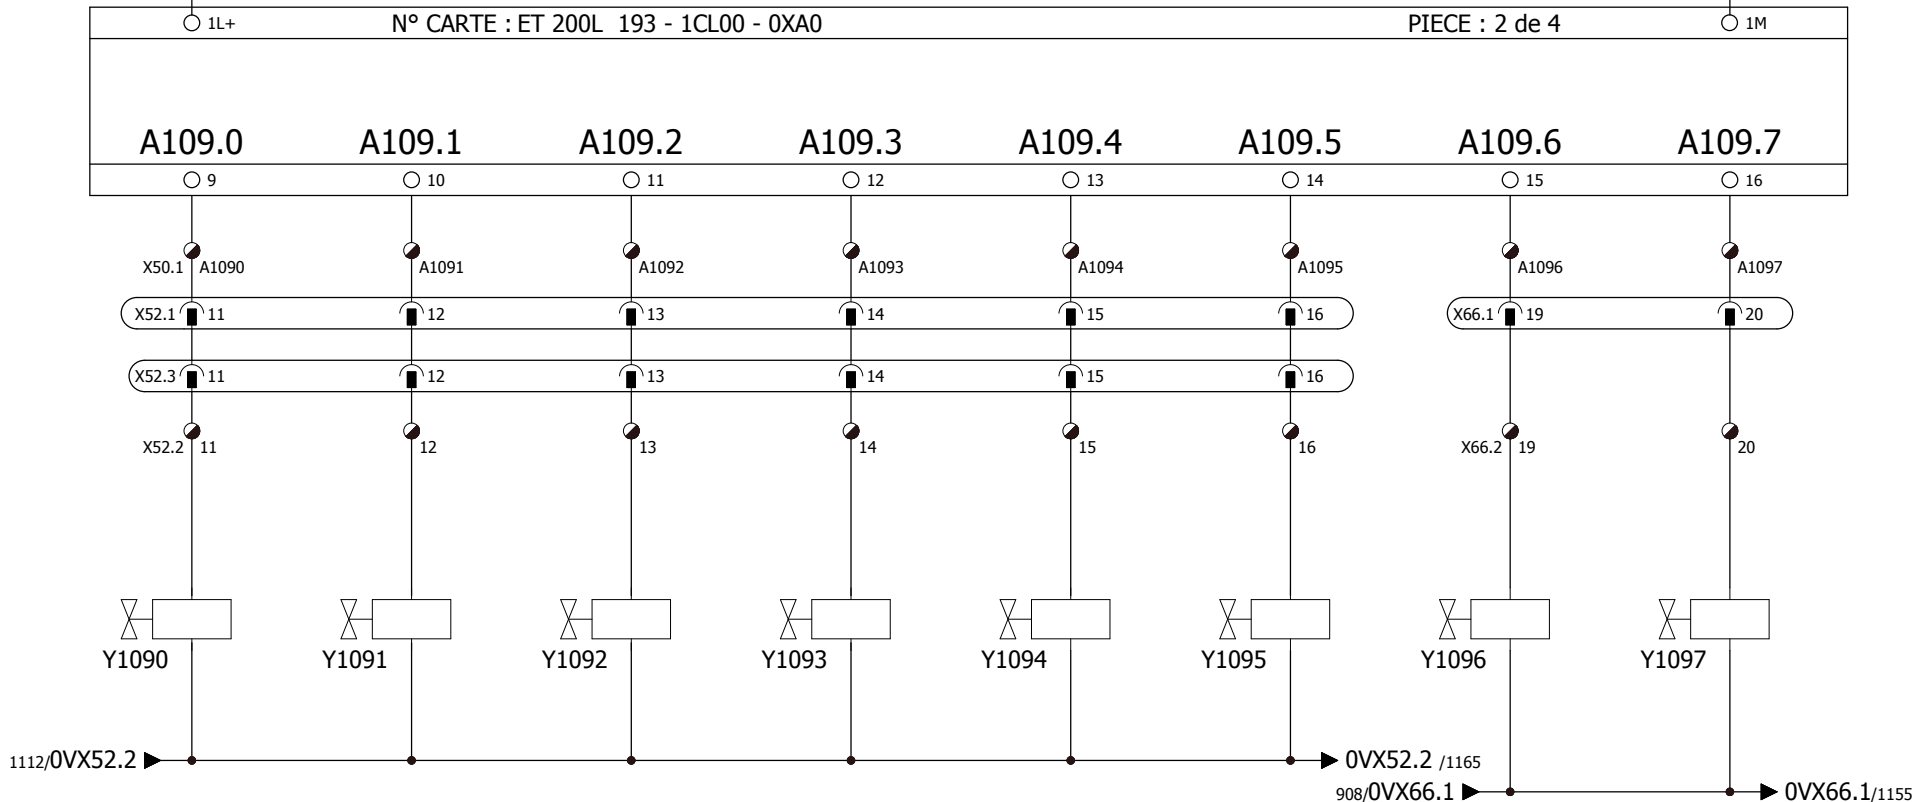 1L+ N° CARTE : ET 200L 193 - 1CL00 - 0XA0 PIECE : 2 de 4 1M
A109.0 A109.1 A109.2 A109.3 A109.4 A109.5 A109.6 A109.7
9 10 11 12 13 14 15 16
X50.1 A1090 A1091 A1092 A1093 A1094 A1095 A1096 A1097
X52.1 11 12 13 14 15 16 X66.1 19 20
X52.3 11 12 13 14 15 16
X52.2 11 12 13 14 15 16 X66.2 19 20
Y1090 Y1091 Y1092 Y1093 Y1094 Y1095 Y1096 Y1097
1112/0VX52.2 0VX52.2 /1165
908/0VX66.1 0VX66.1/1155